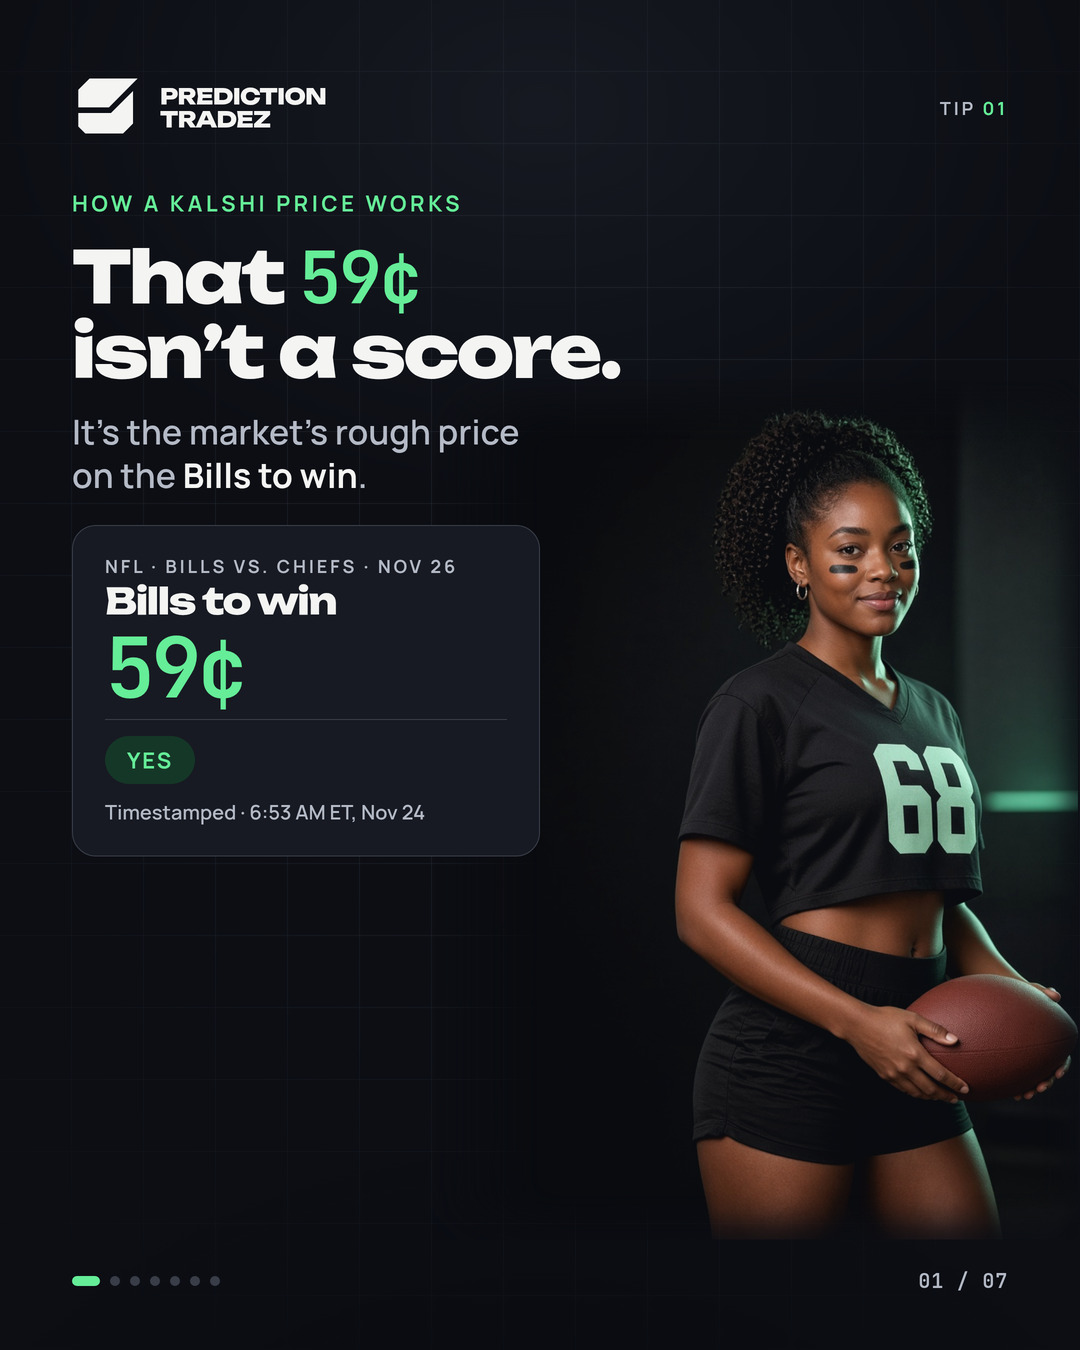 PREDICTION
TRADEZ
TIP 01
HOW A KALSHI PRICE WORKS
That 59¢
isn’t a score.
It’s the market’s rough price
on the Bills to win.
NFL · BILLS VS. CHIEFS · NOV 26
Bills to win
59¢
YES
Timestamped · 6:53 AM ET, Nov 24
68
01 / 07